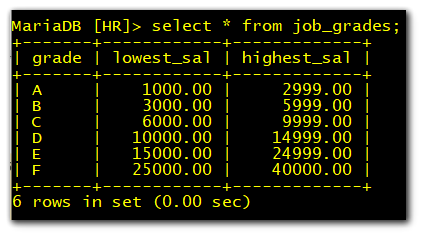 MariaDB [HR]> select * from job_grades;
+-------+------------+-------------+
| grade | lowest_sal | highest_sal |
+-------+------------+-------------+
| A     |    1000.00 |     2999.00 |
| B     |    3000.00 |     5999.00 |
| C     |    6000.00 |     9999.00 |
| D     |   10000.00 |    14999.00 |
| E     |   15000.00 |    24999.00 |
| F     |   25000.00 |    40000.00 |
+-------+------------+-------------+
6 rows in set (0.00 sec)